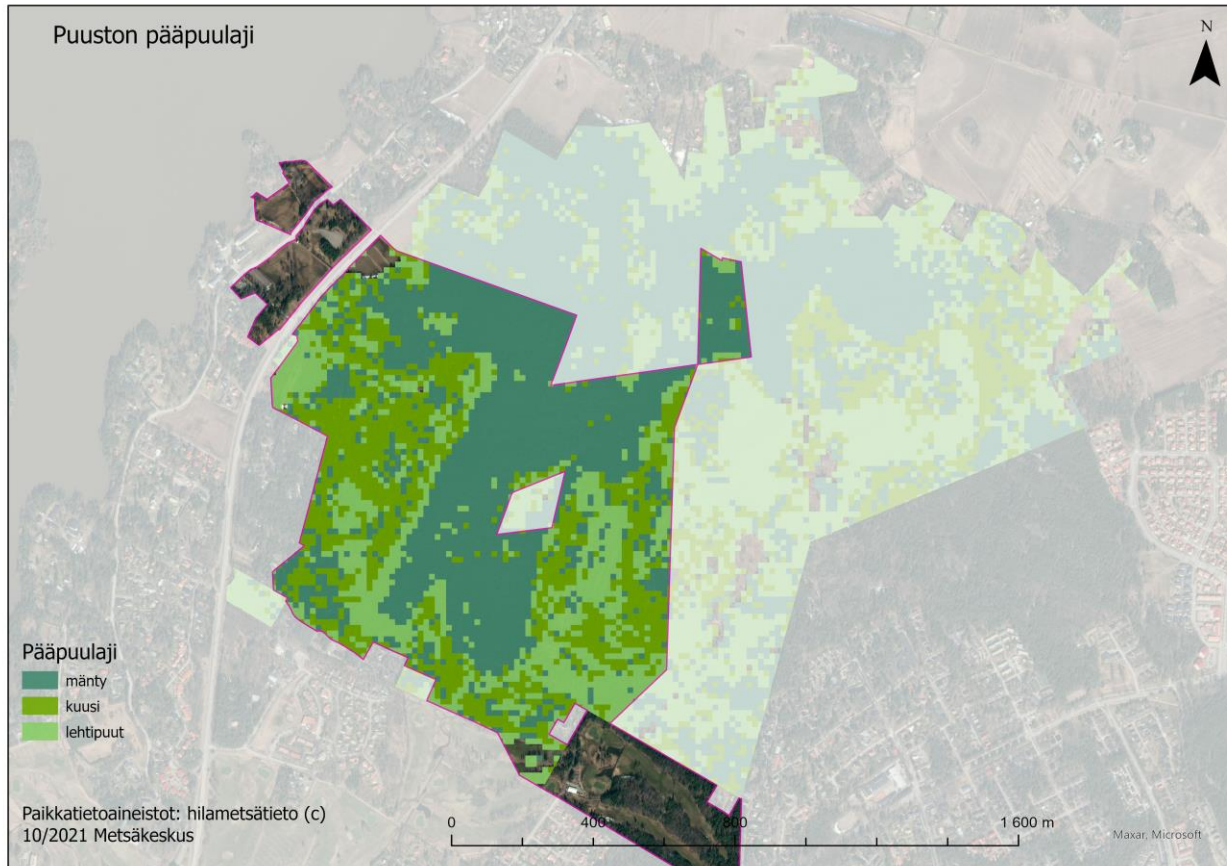 Puuston pääpuulaji
N
Pääpuulaji
mänty
kuusi
lehtipuut
Paikkatietoaineistot: hilametsätieto (c)
10/2021 Metsäkeskus
0 400 800 1 600 m
Maxar, Microsoft